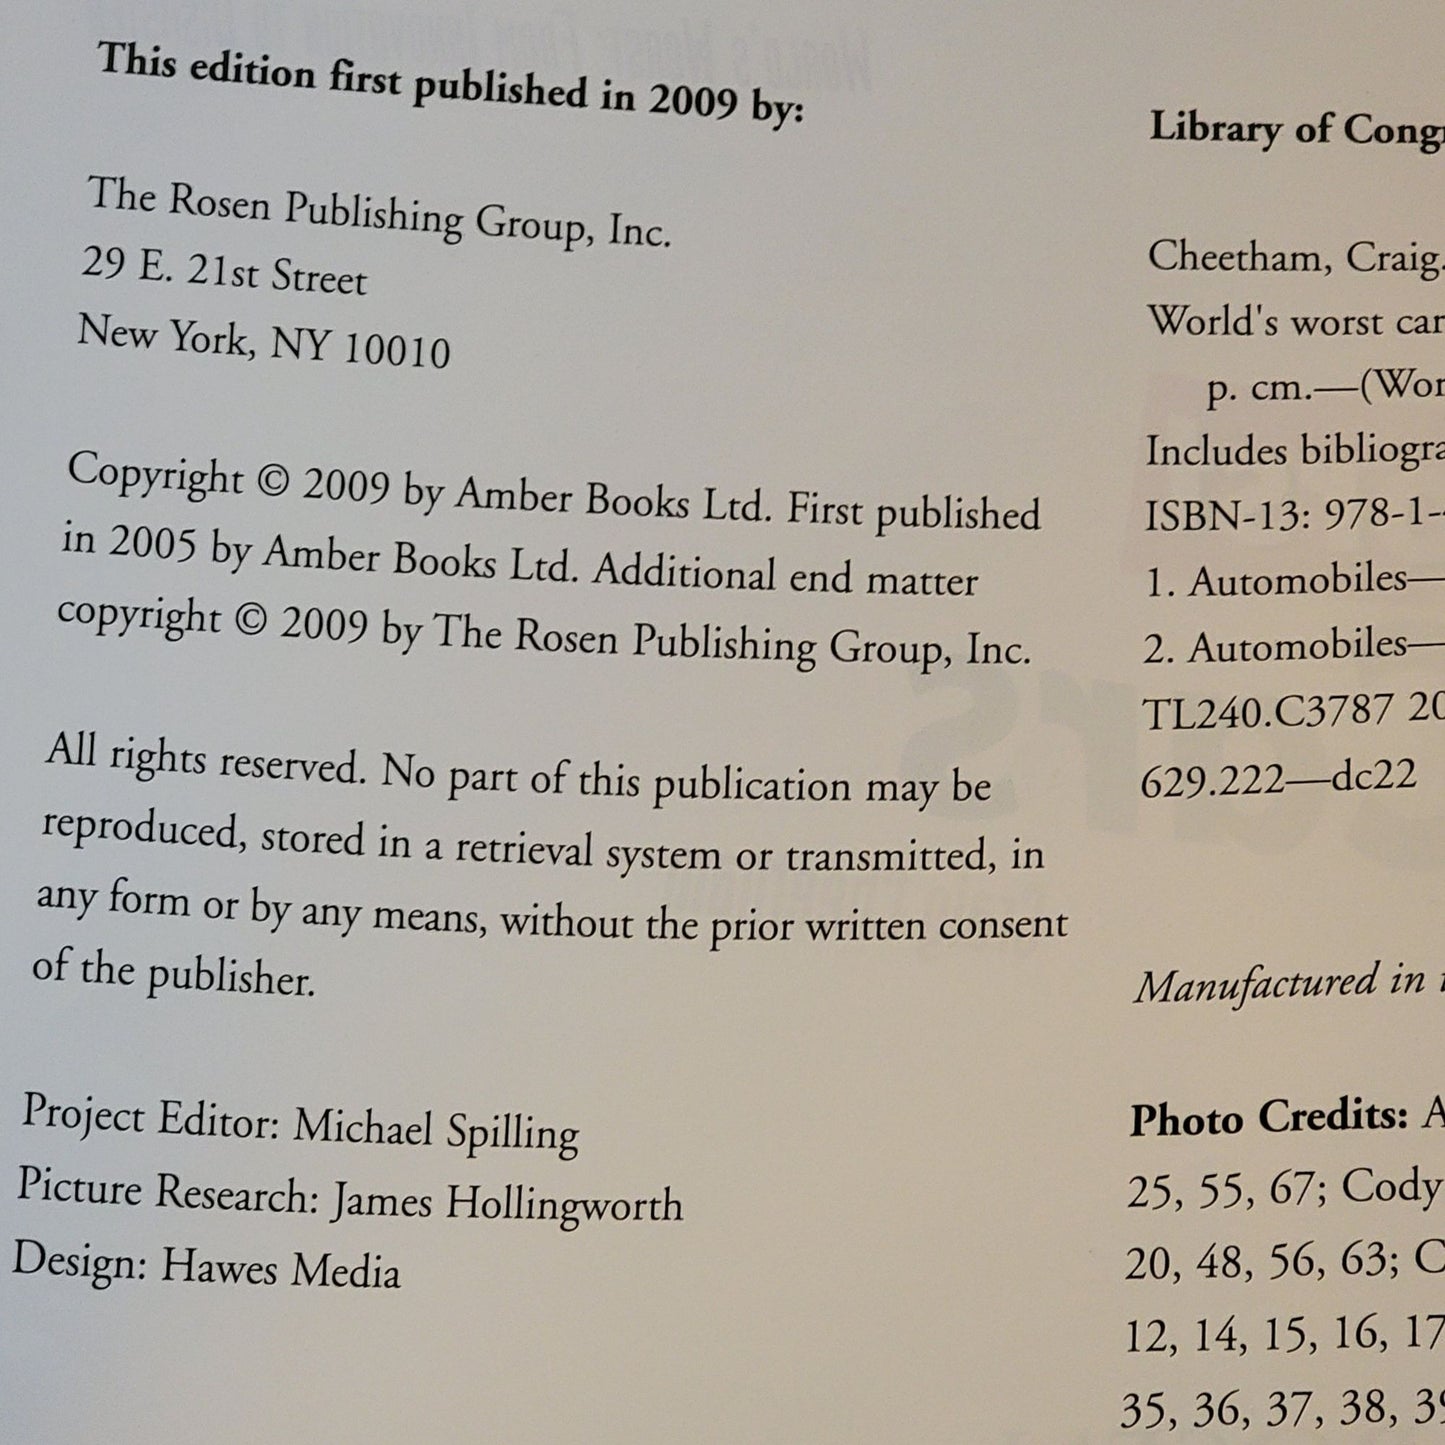 This edition first published in 2009 by:
The Rosen Publishing Group, Inc.
29 E. 21st Street
New York, NY 10010
Copyright © 2009 by Amber Books Ltd. First published
in 2005 by Amber Books Ltd. Additional end matter
copyright © 2009 by The Rosen Publishing Group, Inc.
All rights reserved. No part of this publication may be
reproduced, stored in a retrieval system or transmitted, in
any form or by any means, without the prior written consent
of the publisher.
Project Editor: Michael Spilling
Picture Research: James Hollingworth
Design: Hawes Media
Library of Cong
Cheetham, Craig.
World's worst car
p. cm.—(Wor
Includes bibliogra
ISBN-13: 978-1-
1. Automobiles—
2. Automobiles—
TL240.C3787 20
629.222—dc22
Manufactured in
Photo Credits: A
25, 55, 67; Cody
20, 48, 56, 63; C
12, 14, 15, 16, 17
35, 36, 37, 38, 39